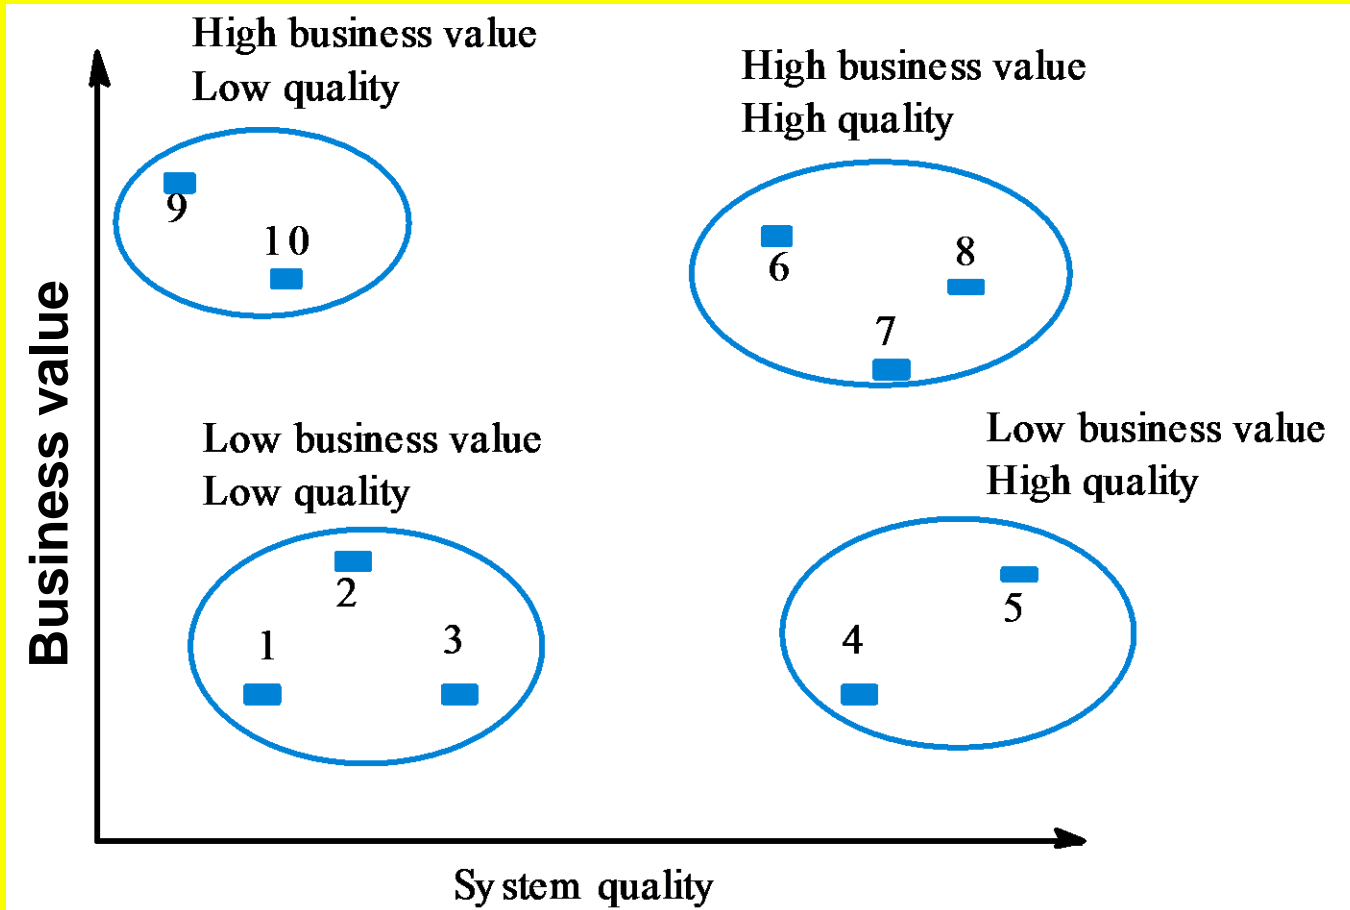 High business value
Low quality
High business value
High quality
9
10
6
8
7
Business value
Low business value
Low quality
Low business value
High quality
2
1
3
5
4
System quality